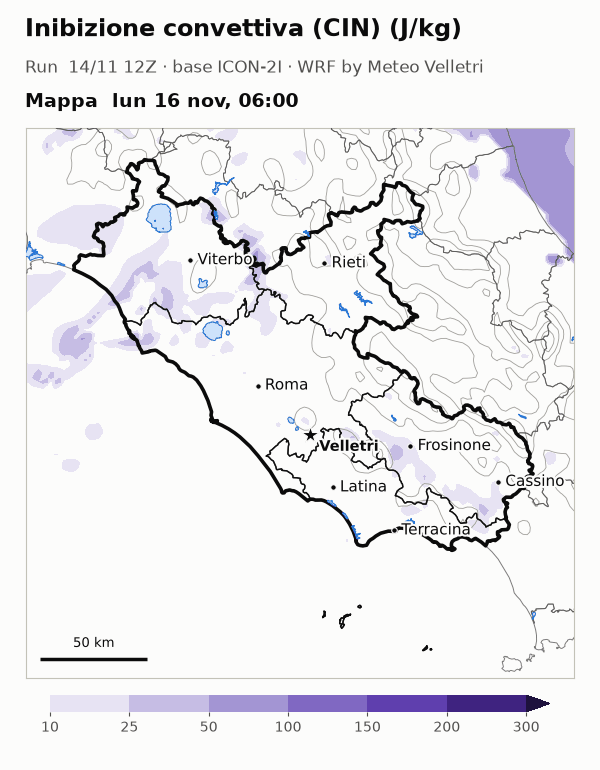 Inibizione convettiva (CIN) (J/kg)
Run 14/11 12Z · base ICON-2I · WRF by Meteo Velletri
Mappa lun 16 nov, 06:00
Viterbo
Rieti
Roma
Velletri
Frosinone
Latina
Cassino
Terracina
50 km
10 25 50 100 150 200 300